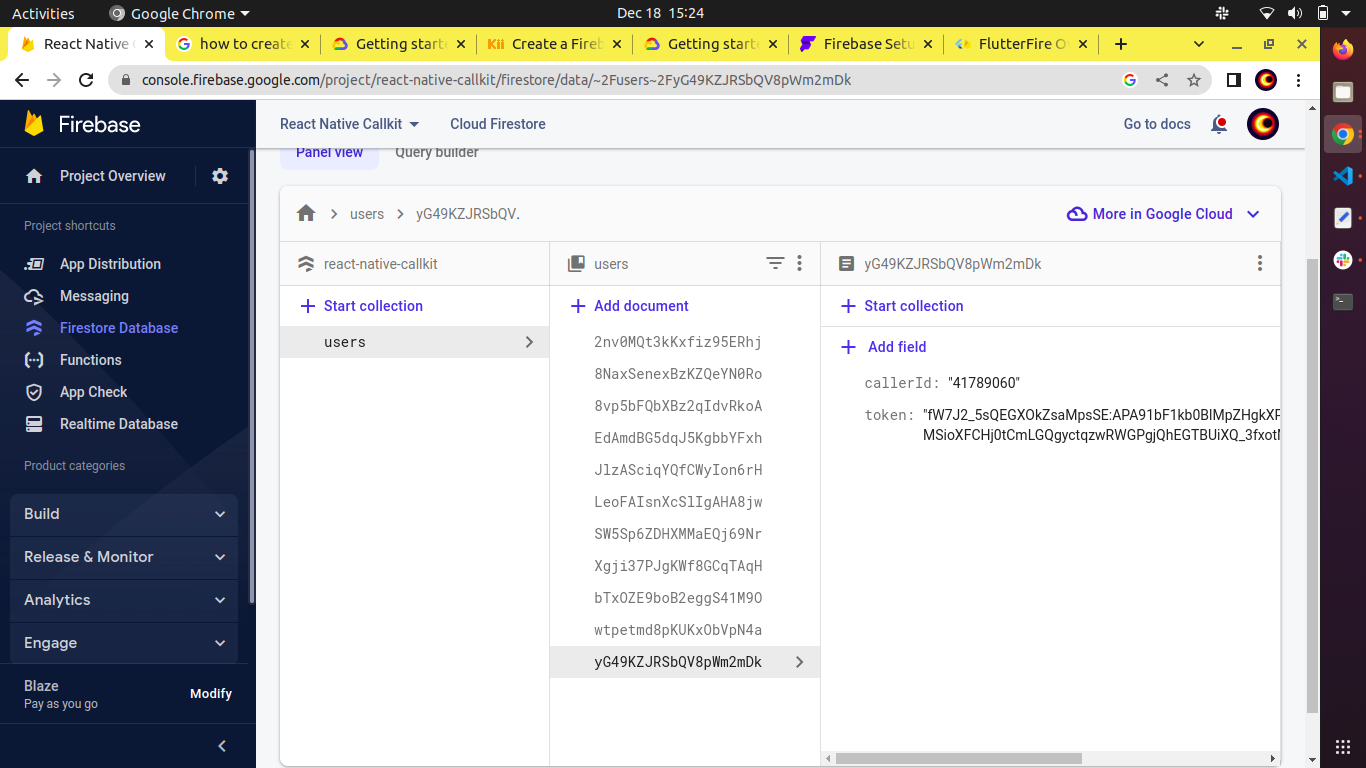 Activities
Google Chrome
Dec 18 15:24
React Native C
how to create
Getting starte
Kii
Create a Fireb
Getting starte
Firebase Setu
FlutterFire Ov
console.firebase.google.com/project/react-native-callkit/firestore/data/~2Fusers~2FyG49KZJRSbQV8pWm2mDk
Firebase
React Native Callkit
Cloud Firestore
Go to docs
Panel view
Query builder
Project Overview
Project shortcuts
App Distribution
Messaging
Firestore Database
Functions
App Check
Realtime Database
Product categories
Build
Release & Monitor
Analytics
Engage
Blaze
Pay as you go
Modify
users
yG49KZJRSbQV.
More in Google Cloud
react-native-callkit
Start collection
users
users
Add document
2nv0MQt3kKxfiz95ERhj
8NaxSenexBzKZQeYN0Ro
8vp5bFQbXBz2qIdvRkoA
EdAmdBG5dqJ5KgbbYFxh
JlzASciqYQfCWyIon6rH
LeoFAIsnXcSlIgAHA8jw
SW5Sp6ZDHXMMaEQj69Nr
Xgji37PJgKWf8GCqTAqH
bTxOZE9boB2eggS41M9O
wtpetmd8pKUKxObVpN4a
yG49KZJRSbQV8pWm2mDk
yG49KZJRSbQV8pWm2mDk
Start collection
Add field
callerId: "41789060"
token: "fW7J2_5sQEGXOkZsaMpsSE:APA91bF1kb0BlMpZHgkXF
MSioXFCHj0tCmLGQgyctqzwRWGPgjQhEGTBUiXQ_3fxotN